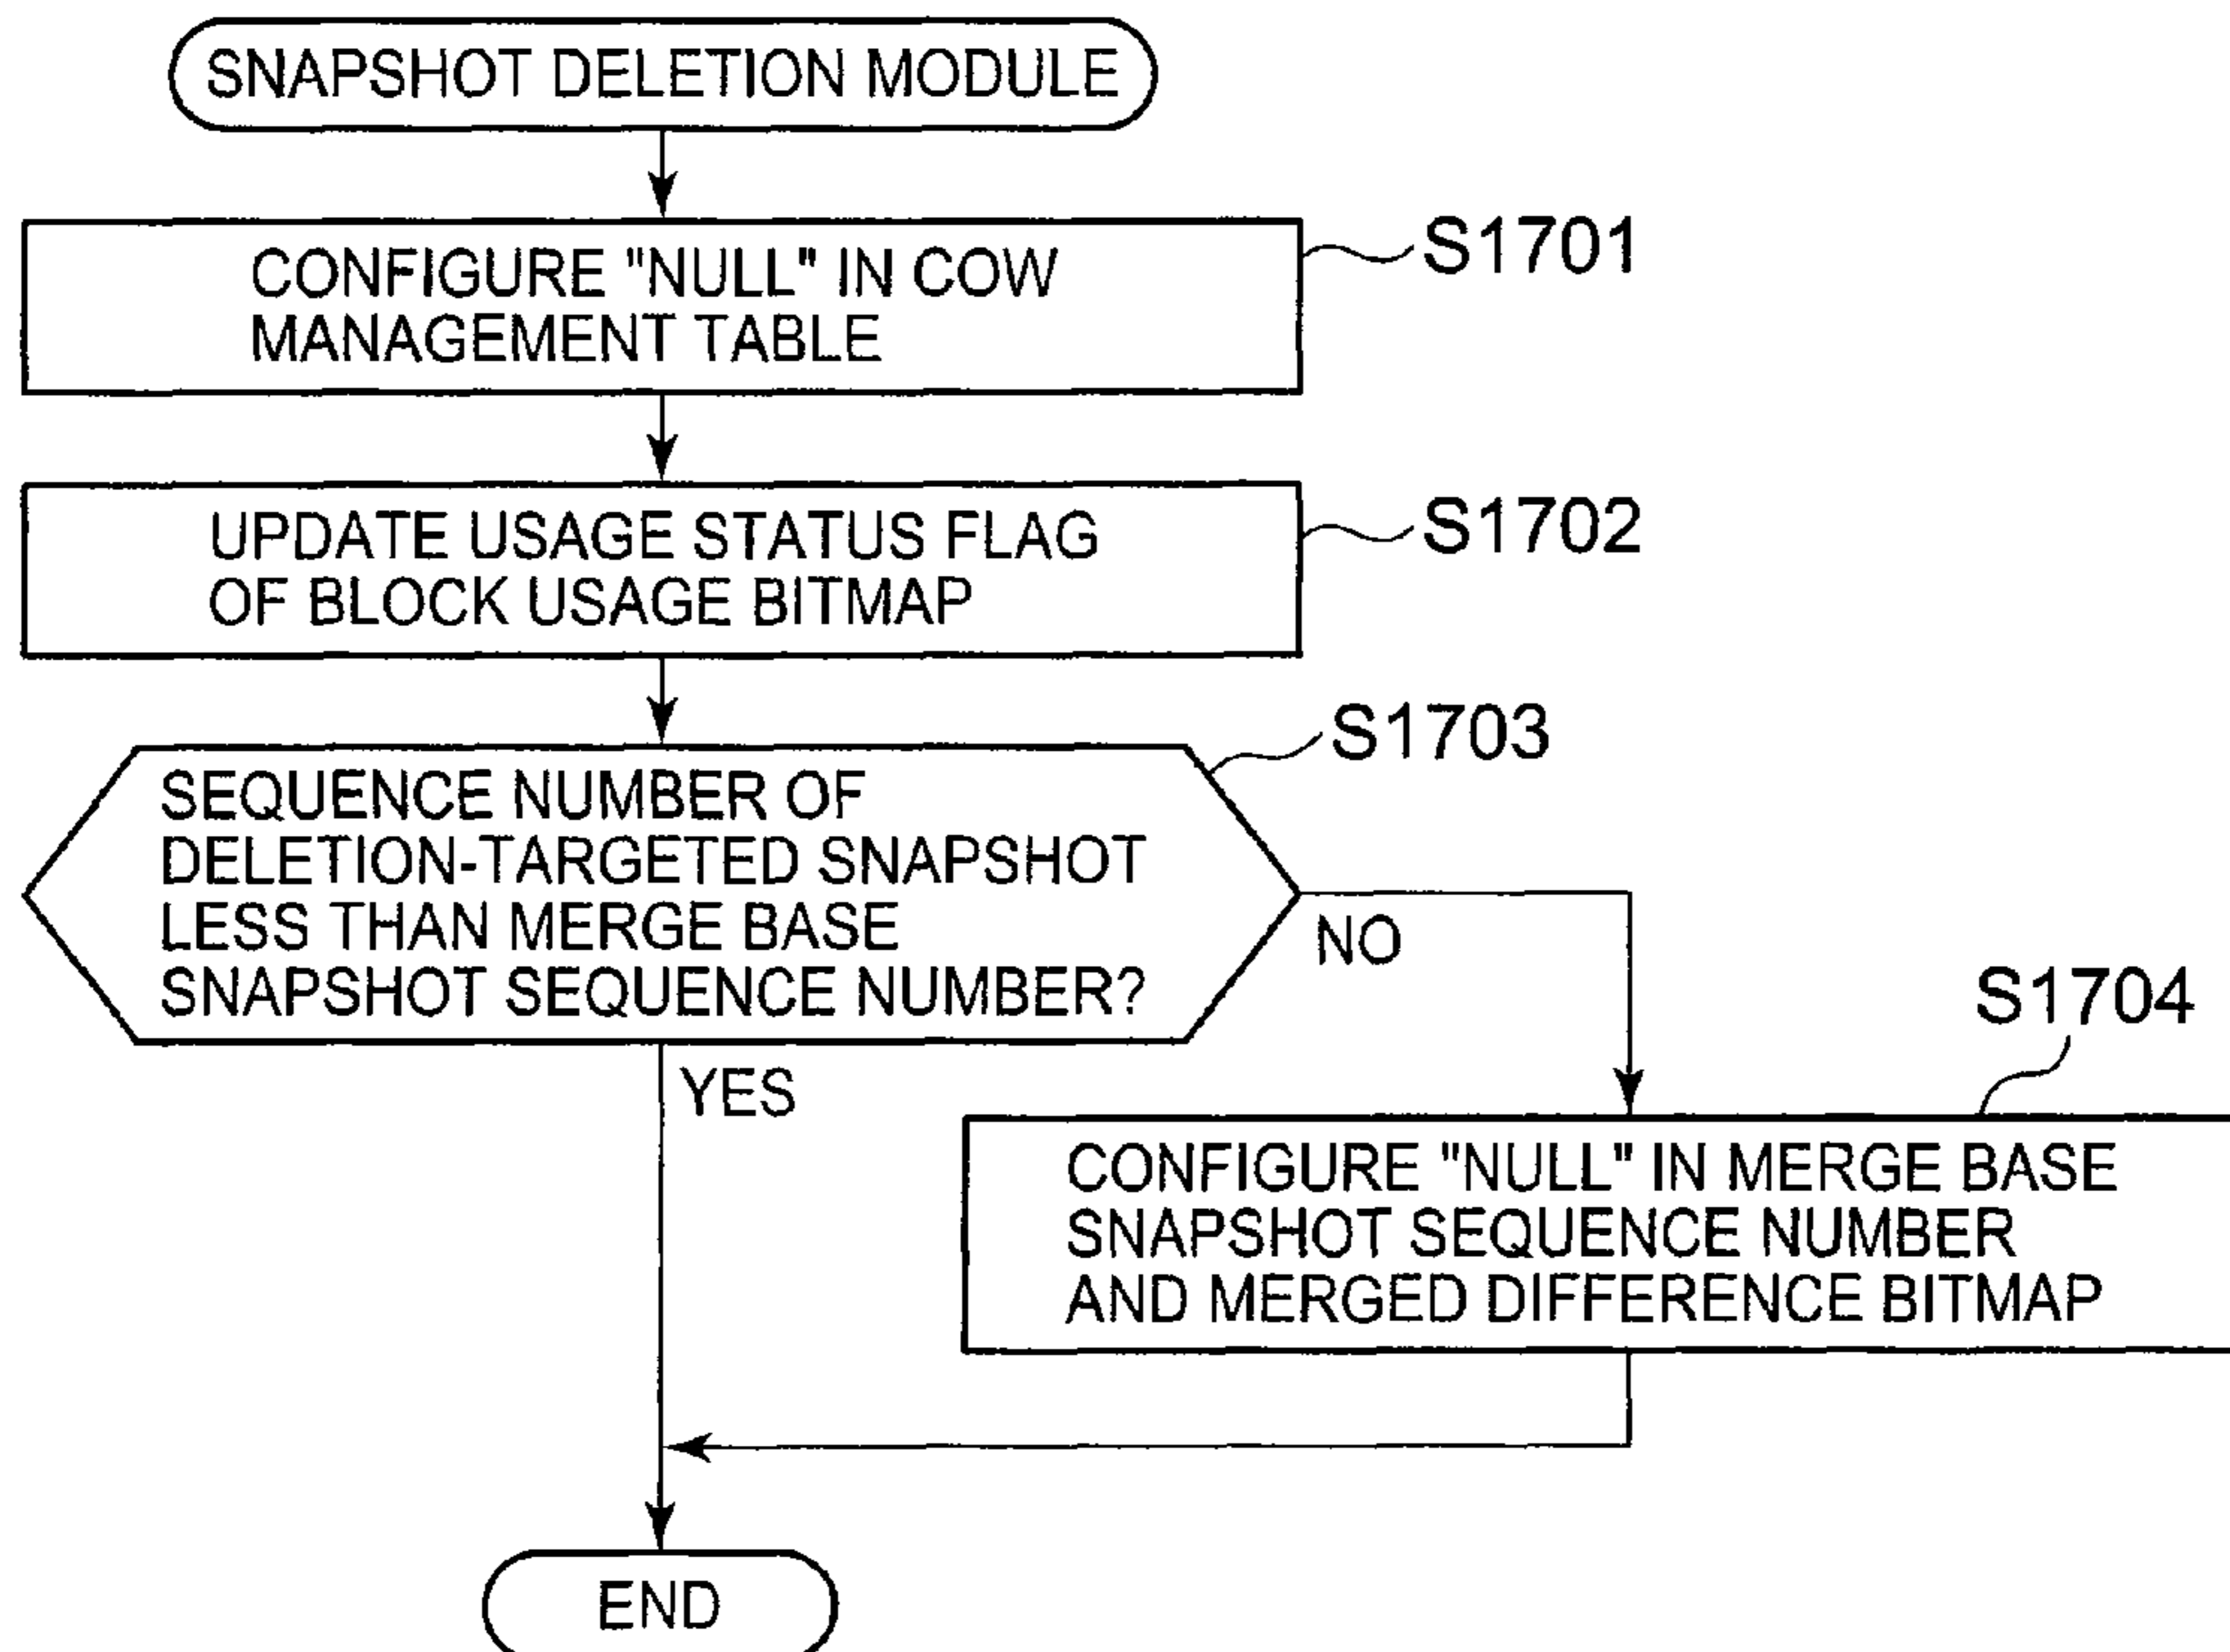 SNAPSHOT DELETION MODULE
CONFIGURE "NULL" IN COW
MANAGEMENT TABLE
S1701
UPDATE USAGE STATUS FLAG
OF BLOCK USAGE BITMAP
S1702
SEQUENCE NUMBER OF
DELETION-TARGETED SNAPSHOT
LESS THAN MERGE BASE
SNAPSHOT SEQUENCE NUMBER?
S1703
NO
YES
S1704
CONFIGURE "NULL" IN MERGE BASE
SNAPSHOT SEQUENCE NUMBER
AND MERGED DIFFERENCE BITMAP
END